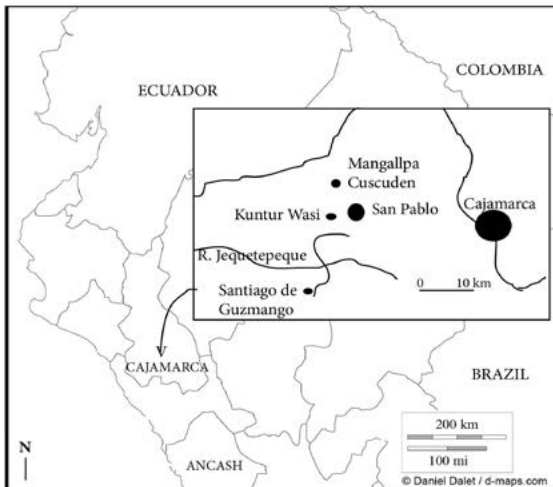 COLOMBIA
ECUADOR
Mangallpa
Cuscuden
Cajamarca
San Pablo
Kuntur Wasi
R. Jequetepeque
0 10 km
Santiago de
Guzmango
CAJAMARCA
BRAZIL
200 km
100 mi
N
ANCASH
© Daniel Dalet / d-maps.com